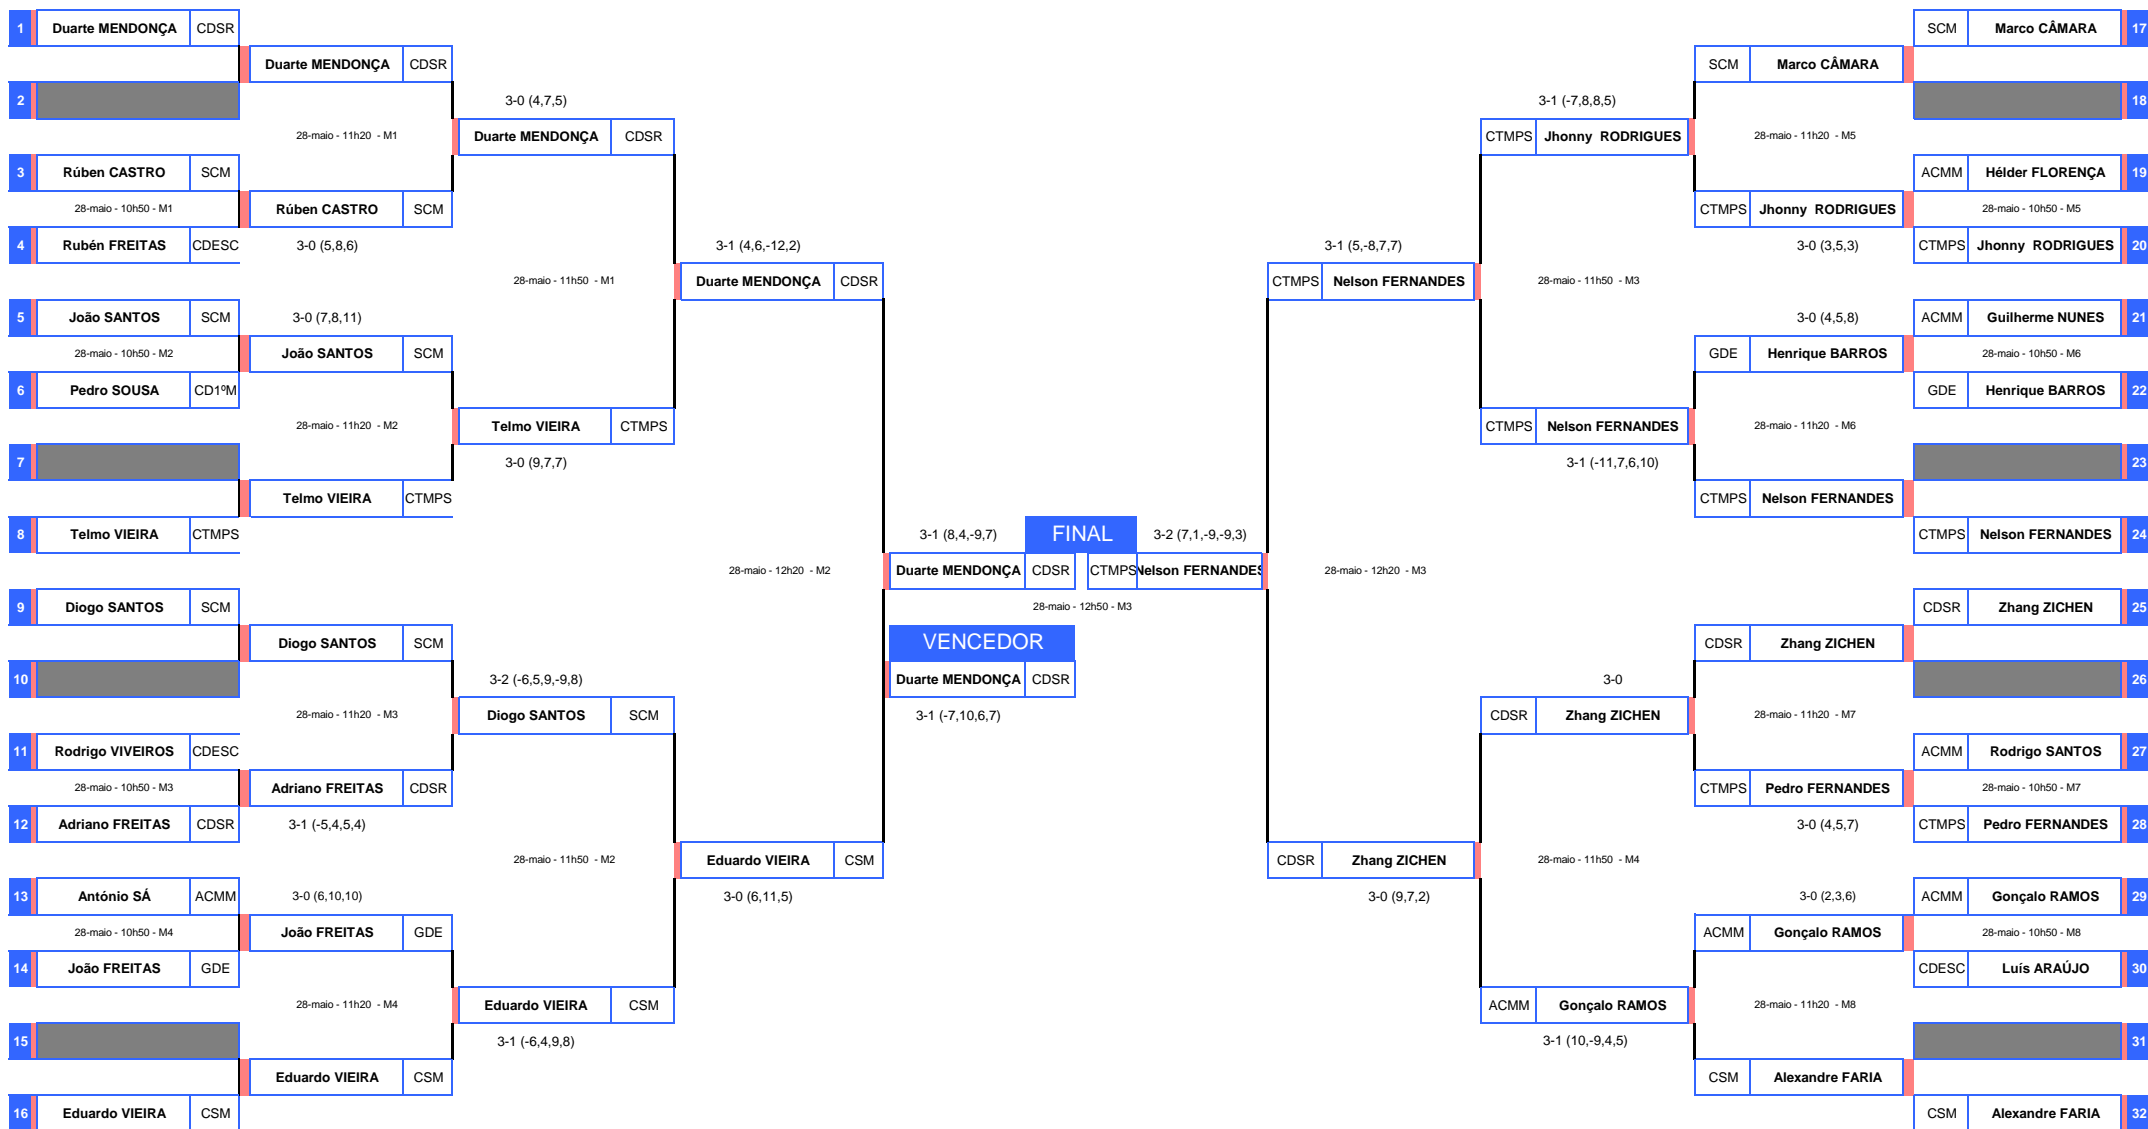 1 Duarte MENDONÇA CDSR SCM Marco CÂMARA 17
Duarte MENDONÇA CDSR SCM Marco CÂMARA
2 3-0 (4,7,5) 3-1 (-7,8,8,5) 18
28-maio - 11h20 - M1 Duarte MENDONÇA CDSR CTMPS Jhonny RODRIGUES 28-maio - 11h20 - M5
3 Rúben CASTRO SCM ACMM Hélder FLORENÇA 19
28-maio - 10h50 - M1 Rúben CASTRO SCM CTMPS Jhonny RODRIGUES 28-maio - 10h50 - M5
4 Rubén FREITAS CDESC 3-0 (5,8,6) 3-1 (4,6,-12,2) 3-1 (5,-8,7,7) 3-0 (3,5,3) CTMPS Jhonny RODRIGUES 20
28-maio - 11h50 - M1 Duarte MENDONÇA CDSR CTMPS Nelson FERNANDES 28-maio - 11h50 - M3
5 João SANTOS SCM 3-0 (7,8,11) 3-0 (4,5,8) ACMM Guilherme NUNES 21
28-maio - 10h50 - M2 João SANTOS SCM GDE Henrique BARROS 28-maio - 10h50 - M6
6 Pedro SOUSA CD1ºM GDE Henrique BARROS 22
28-maio - 11h20 - M2 Telmo VIEIRA CTMPS CTMPS Nelson FERNANDES 28-maio - 11h20 - M6
7 3-0 (9,7,7) 3-1 (-11,7,6,10) 23
Telmo VIEIRA CTMPS CTMPS Nelson FERNANDES
8 Telmo VIEIRA CTMPS 3-1 (8,4,-9,7) FINAL 3-2 (7,1,-9,-9,3) CTMPS Nelson FERNANDES 24
28-maio - 12h20 - M2 Duarte MENDONÇA CDSR CTMPS Nelson FERNANDES 28-maio - 12h20 - M3
9 Diogo SANTOS SCM 28-maio - 12h50 - M3 CDSR Zhang ZICHEN 25
Diogo SANTOS SCM VENCEDOR CDSR Zhang ZICHEN
10 3-2 (-6,5,9,-9,8) Duarte MENDONÇA CDSR 3-0 26
28-maio - 11h20 - M3 Diogo SANTOS SCM 3-1 (-7,10,6,7) CDSR Zhang ZICHEN 28-maio - 11h20 - M7
11 Rodrigo VIVEIROS CDESC ACMM Rodrigo SANTOS 27
28-maio - 10h50 - M3 Adriano FREITAS CDSR CTMPS Pedro FERNANDES 28-maio - 10h50 - M7
12 Adriano FREITAS CDSR 3-1 (-5,4,5,4) 3-0 (4,5,7) CTMPS Pedro FERNANDES 28
28-maio - 11h50 - M2 Eduardo VIEIRA CSM CDSR Zhang ZICHEN 28-maio - 11h50 - M4
13 António SÁ ACMM 3-0 (6,10,10) 3-0 (6,11,5) 3-0 (9,7,2) 3-0 (2,3,6) ACMM Gonçalo RAMOS 29
28-maio - 10h50 - M4 João FREITAS GDE ACMM Gonçalo RAMOS 28-maio - 10h50 - M8
14 João FREITAS GDE CDESC Luís ARAÚJO 30
28-maio - 11h20 - M4 Eduardo VIEIRA CSM ACMM Gonçalo RAMOS 28-maio - 11h20 - M8
15 3-1 (-6,4,9,8) 3-1 (10,-9,4,5) 31
Eduardo VIEIRA CSM CSM Alexandre FARIA
16 Eduardo VIEIRA CSM CSM Alexandre FARIA 32